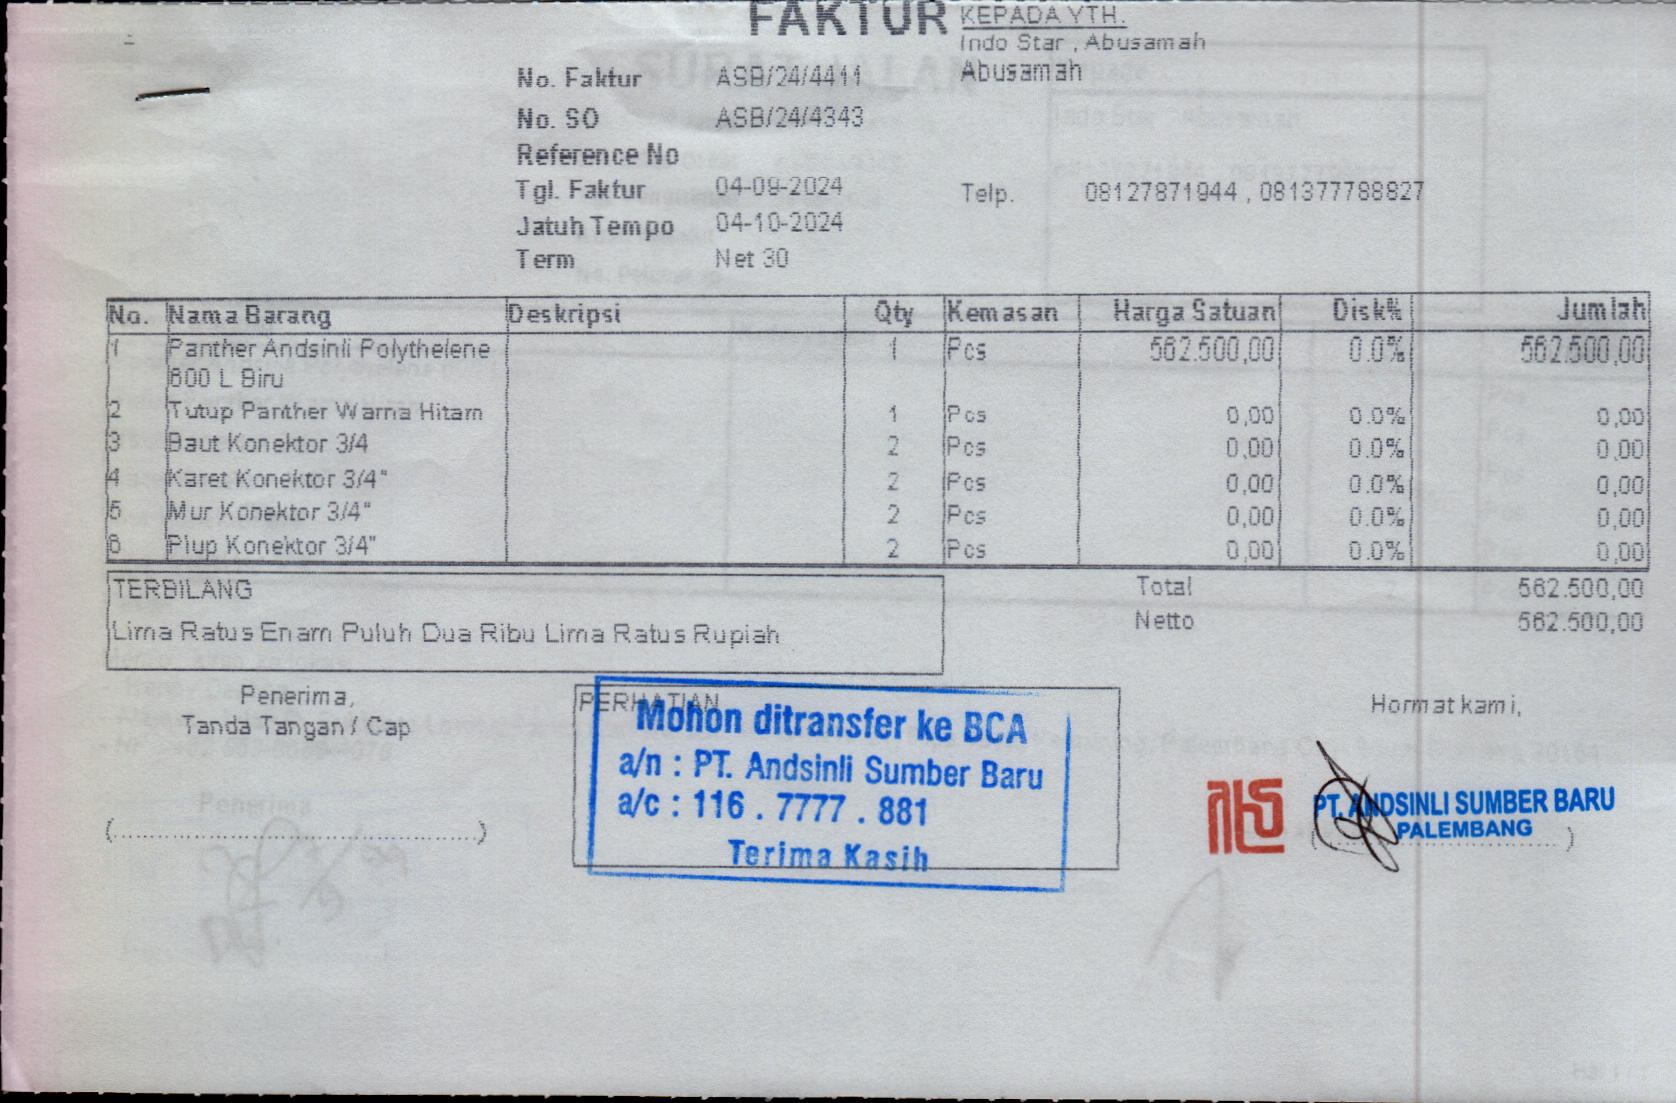 FAKTUR
KEPADA YTH.
Indo Star , Abusamah
Abusamah
No. Faktur ASB/24/4411
No. SO ASB/24/4343
Reference No
Tgl. Faktur 04-09-2024
Telp. 08127871944 , 081377788827
Jatuh Tempo 04-10-2024
Term Net 30
No. Nama Barang Deskripsi Qty Kemasan Harga Satuan Disk% Jumlah
1 Panther Andsinli Polythelene 1 Pcs 562.500,00 0.0% 562.500,00
600 L Biru
2 Tutup Panther Warna Hitam 1 Pcs 0,00 0.0% 0,00
3 Baut Konektor 3/4 2 Pcs 0,00 0.0% 0,00
4 Karet Konektor 3/4" 2 Pcs 0,00 0.0% 0,00
5 Mur Konektor 3/4" 2 Pcs 0,00 0.0% 0,00
6 Plup Konektor 3/4" 2 Pcs 0,00 0.0% 0,00
TERBILANG
Lima Ratus Enam Puluh Dua Ribu Lima Ratus Rupiah
Total 562.500,00
Netto 562.500,00
Penerima,
Tanda Tangan / Cap
PERHATIAN
Mohon ditransfer ke BCA
a/n : PT. Andsinli Sumber Baru
a/c : 116 . 7777 . 881
Terima Kasih
Hormat kami,
PT. ANDSINLI SUMBER BARU
PALEMBANG